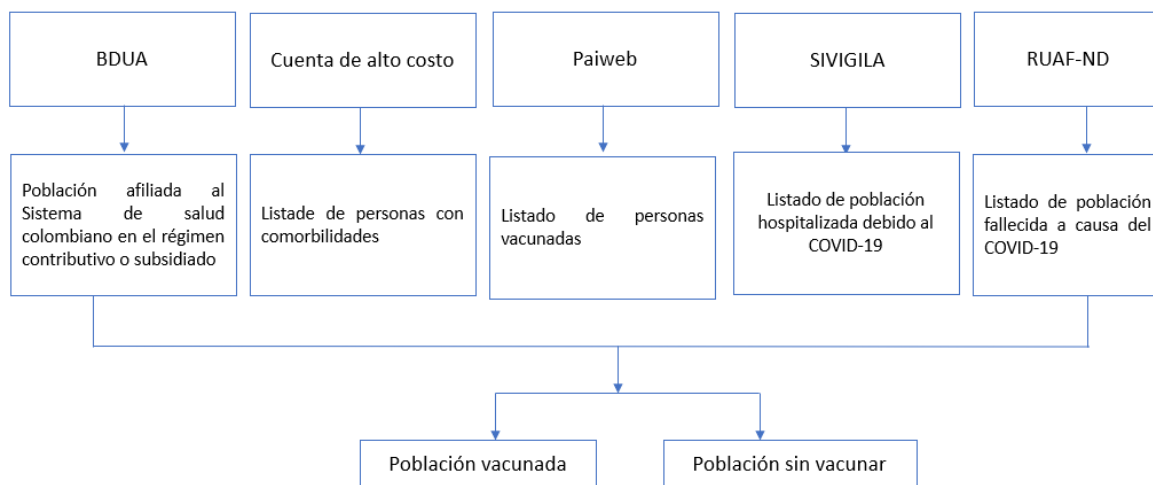 BDUA
Cuenta de alto costo
Paiweb
SIVIGILA
RUAF-ND
Población afiliada al
Sistema de salud
colombiano en el régimen
contributivo o subsidiado
Listade de personas con
comorbilidades
Listado de personas
vacunadas
Listado de población
hospitalizada debido al
COVID-19
Listado de población
fallecida a causa del
COVID-19
Población vacunada
Población sin vacunar